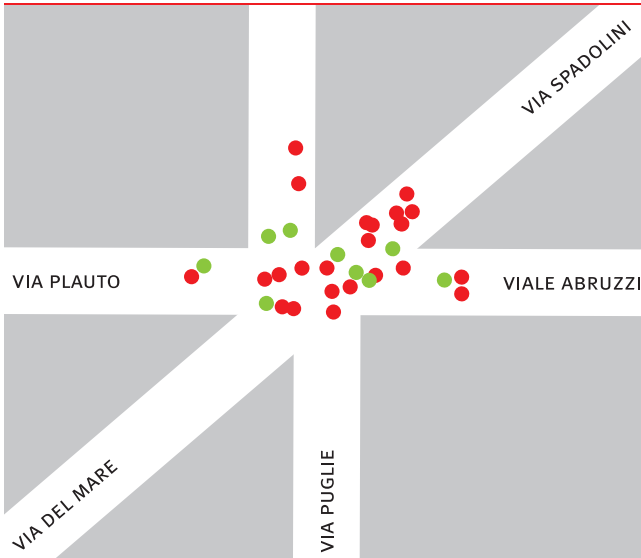 VIA SPADOLINI
VIA PLAUTO
VIALE ABRUZZI
VIA DEL MARE
VIA PUGLIE